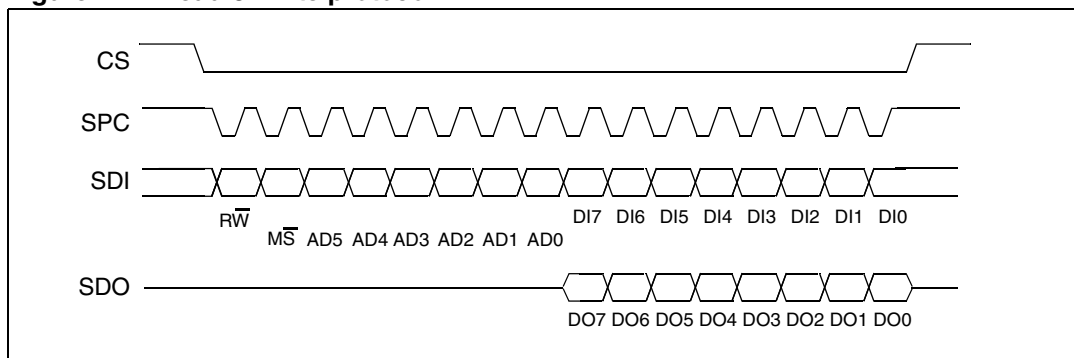 CS
SPC
SDI
RW̅ DI7 DI6 DI5 DI4 DI3 DI2 DI1 DI0
MS̅ AD5 AD4 AD3 AD2 AD1 AD0
SDO
DO7 DO6 DO5 DO4 DO3 DO2 DO1 DO0